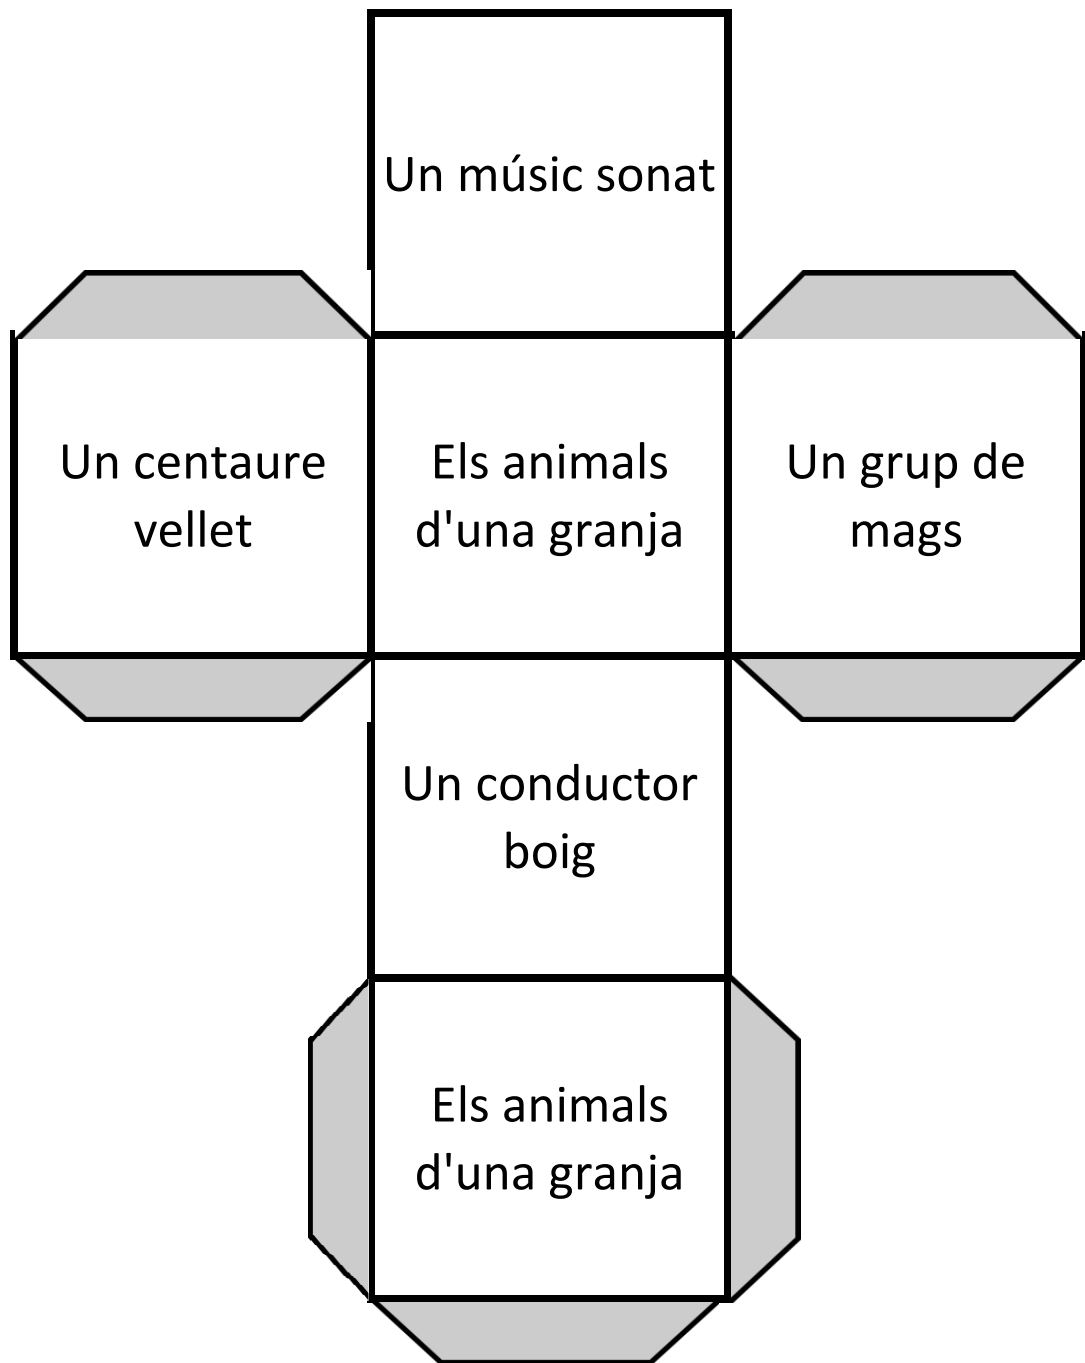 Un músic sonat
Un centaure
vellet
Els animals
d'una granja
Un grup de
mags
Un conductor
boig
Els animals
d'una granja